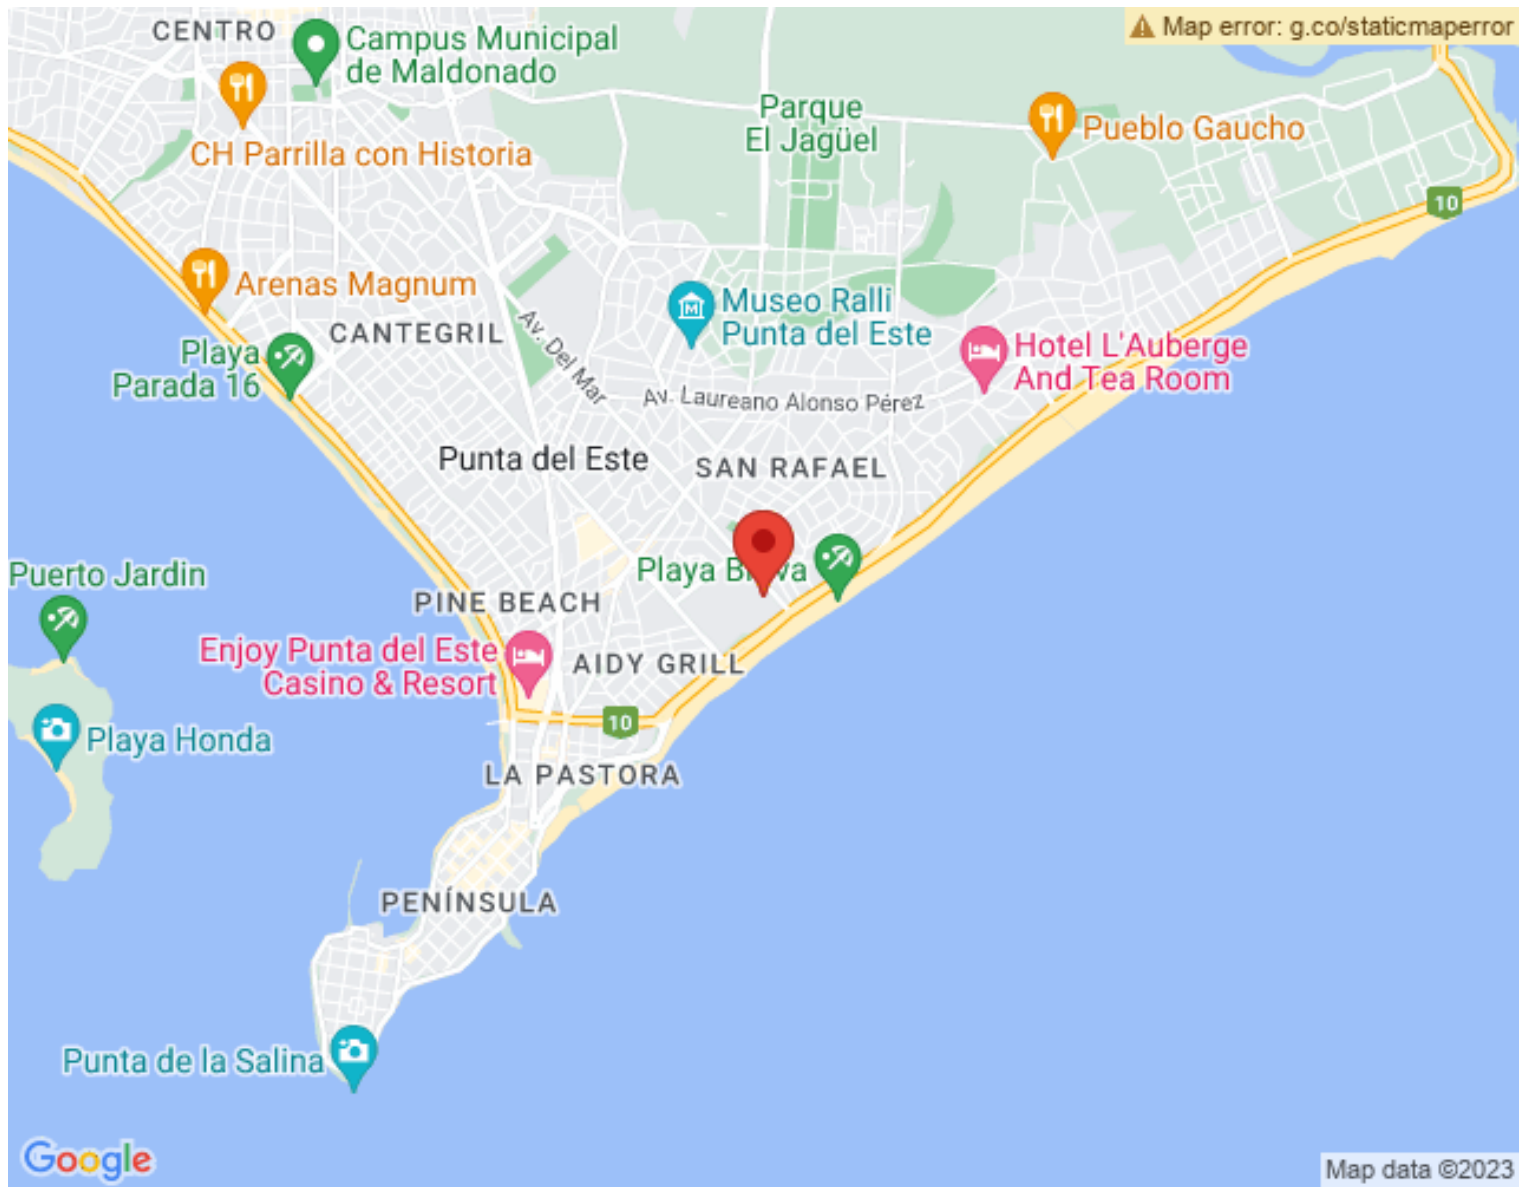 CENTRO
Campus Municipal
de Maldonado
Map error: g.co/staticmaperror
Parque
El Jagüel
Pueblo Gaucho
CH Parrilla con Historia
10
Arenas Magnum
Museo Ralli
Punta del Este
CANTEGRIL
Av. Del Mar
Playa
Parada 16
Hotel L'Auberge
And Tea Room
Av. Laureano Alonso Pérez
Punta del Este
SAN RAFAEL
Puerto Jardin
Playa
PINE BEACH
Enjoy Punta del Este
Casino & Resort
AIDY GRILL
10
Playa Honda
LA PASTORA
PENÍNSULA
Punta de la Salina
Google
Map data ©2023